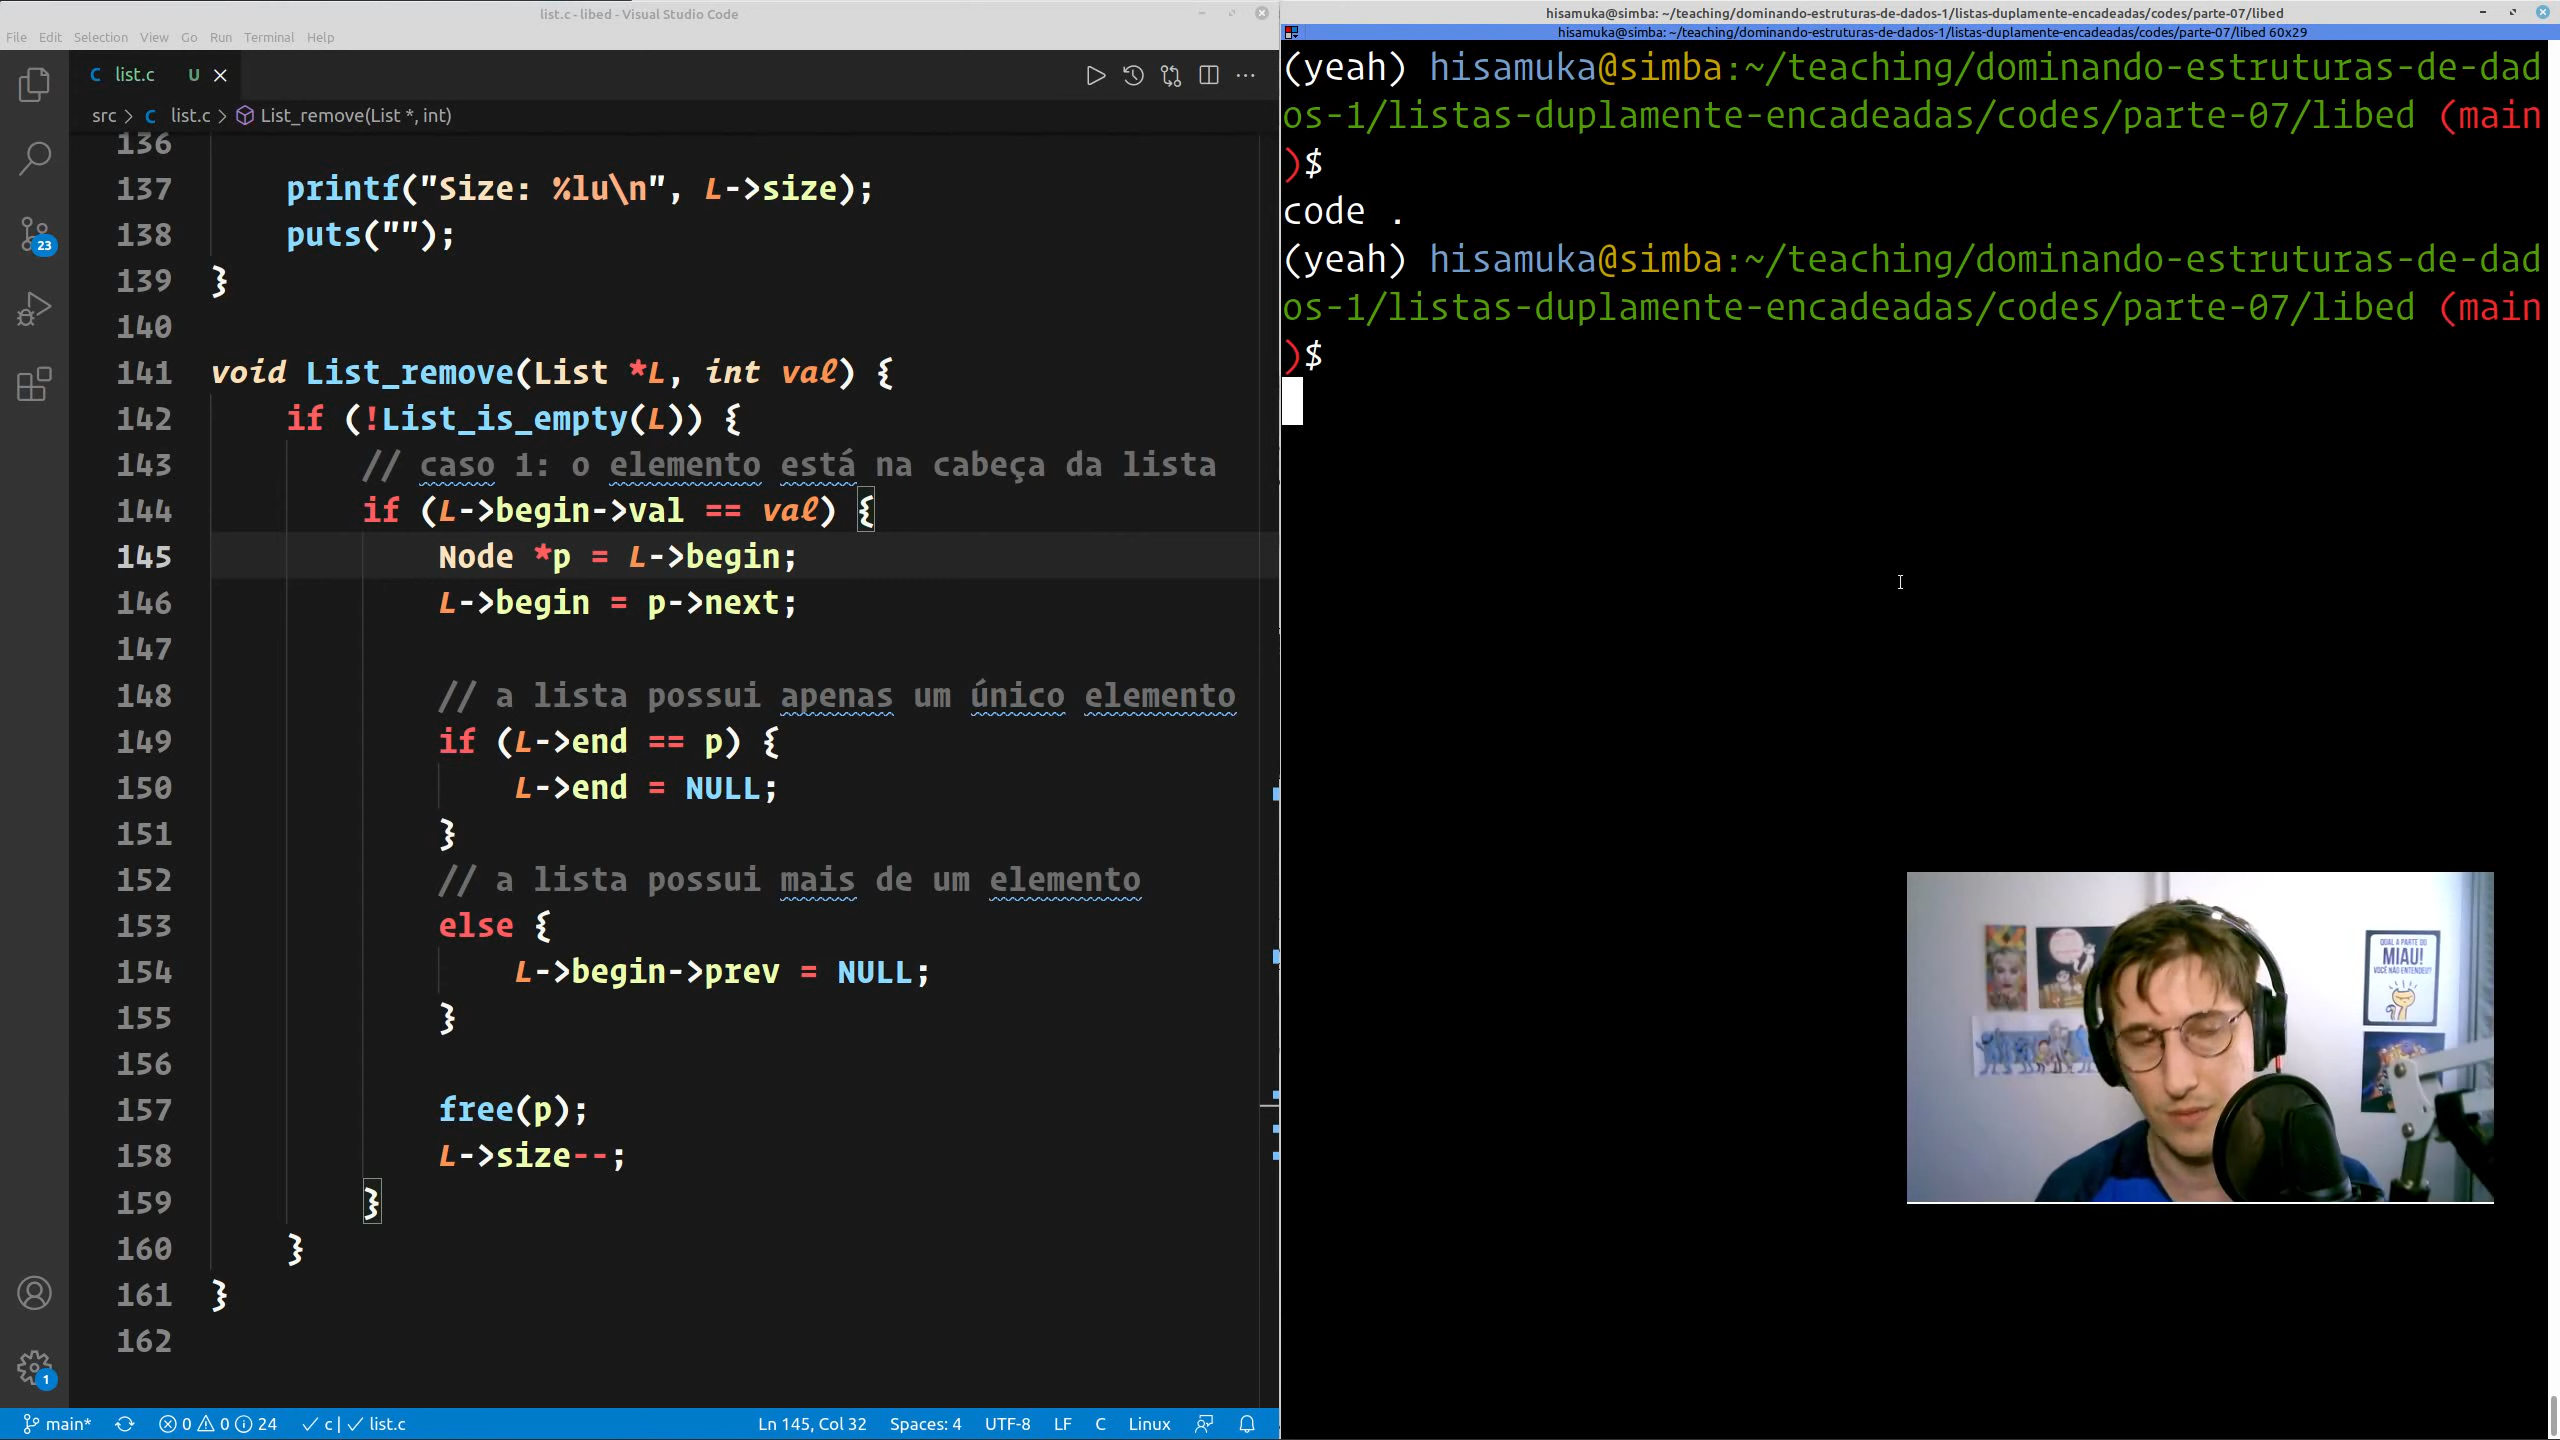 list.c - libed - Visual Studio Code
File Edit Selection View Go Run Terminal Help
C list.c U
src > C list.c > List_remove(List *, int)
136
137 printf("Size: %lu\n", L->size);
138 puts("");
139 }
140
141 void List_remove(List *L, int val) {
142 if (!List_is_empty(L)) {
143 // caso 1: o elemento está na cabeça da lista
144 if (L->begin->val == val) {
145 Node *p = L->begin;
146 L->begin = p->next;
147
148 // a lista possui apenas um único elemento
149 if (L->end == p) {
150 L->end = NULL;
151 }
152 // a lista possui mais de um elemento
153 else {
154 L->begin->prev = NULL;
155 }
156
157 free(p);
158 L->size--;
159 }
160 }
161 }
162
23
1
main* 0 0 24 c | list.c Ln 145, Col 32 Spaces: 4 UTF-8 LF C Linux
hisamuka@simba: ~/teaching/dominando-estruturas-de-dados-1/listas-duplamente-encadeadas/codes/parte-07/libed
hisamuka@simba: ~/teaching/dominando-estruturas-de-dados-1/listas-duplamente-encadeadas/codes/parte-07/libed 60x29
(yeah) hisamuka@simba:~/teaching/dominando-estruturas-de-dad
os-1/listas-duplamente-encadeadas/codes/parte-07/libed (main
)$
code .
(yeah) hisamuka@simba:~/teaching/dominando-estruturas-de-dad
os-1/listas-duplamente-encadeadas/codes/parte-07/libed (main
)$
QUAL A PARTE DO
MIAU!
VOCÊ NÃO ENTENDEU?